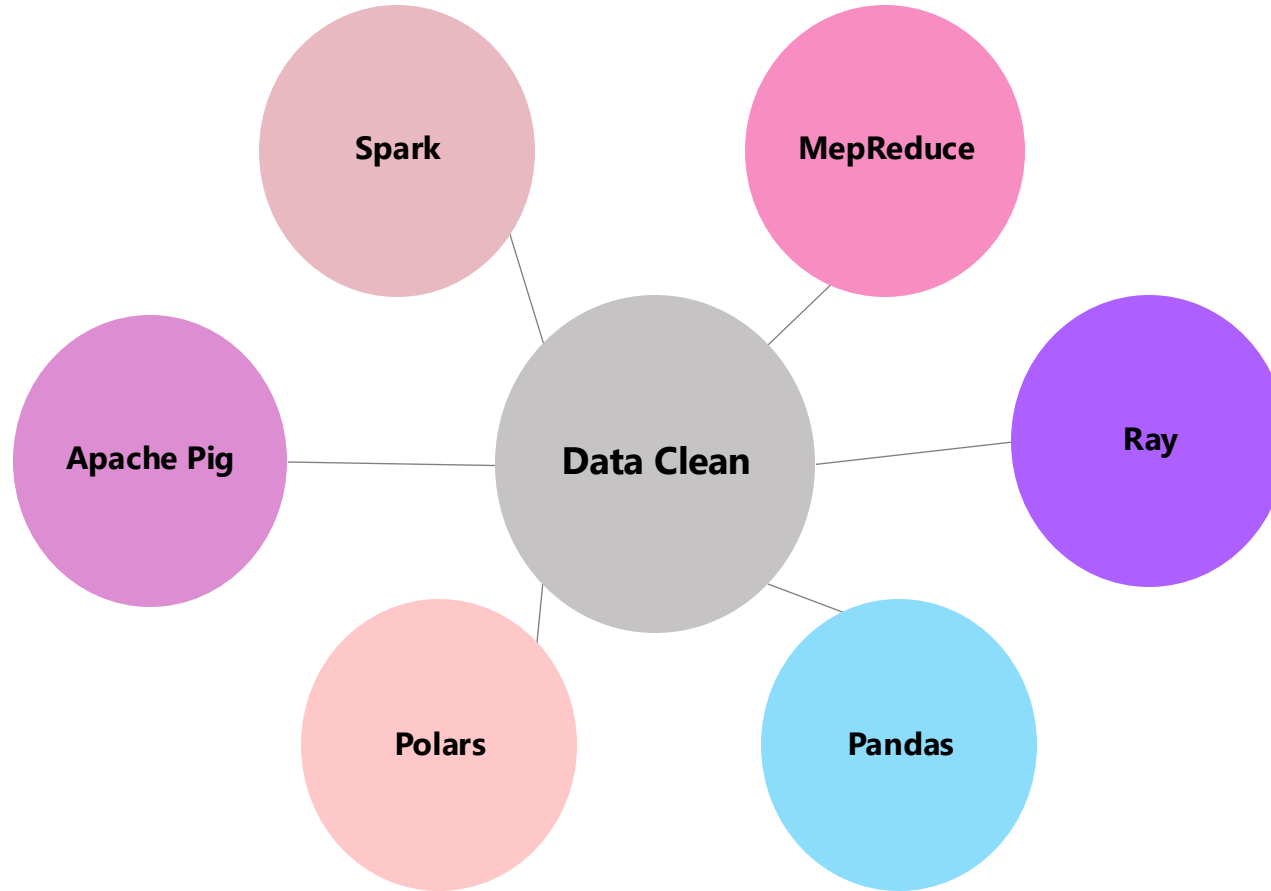 Spark
MepReduce
Apache Pig
Data Clean
Ray
Polars
Pandas